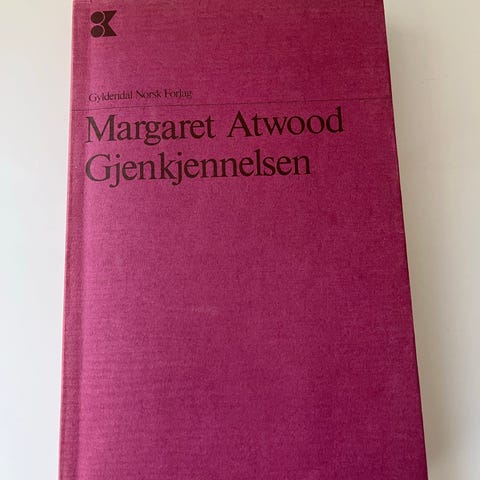 Gyldendal Norsk Forlag
Margaret Atwood
Gjenkjennelsen